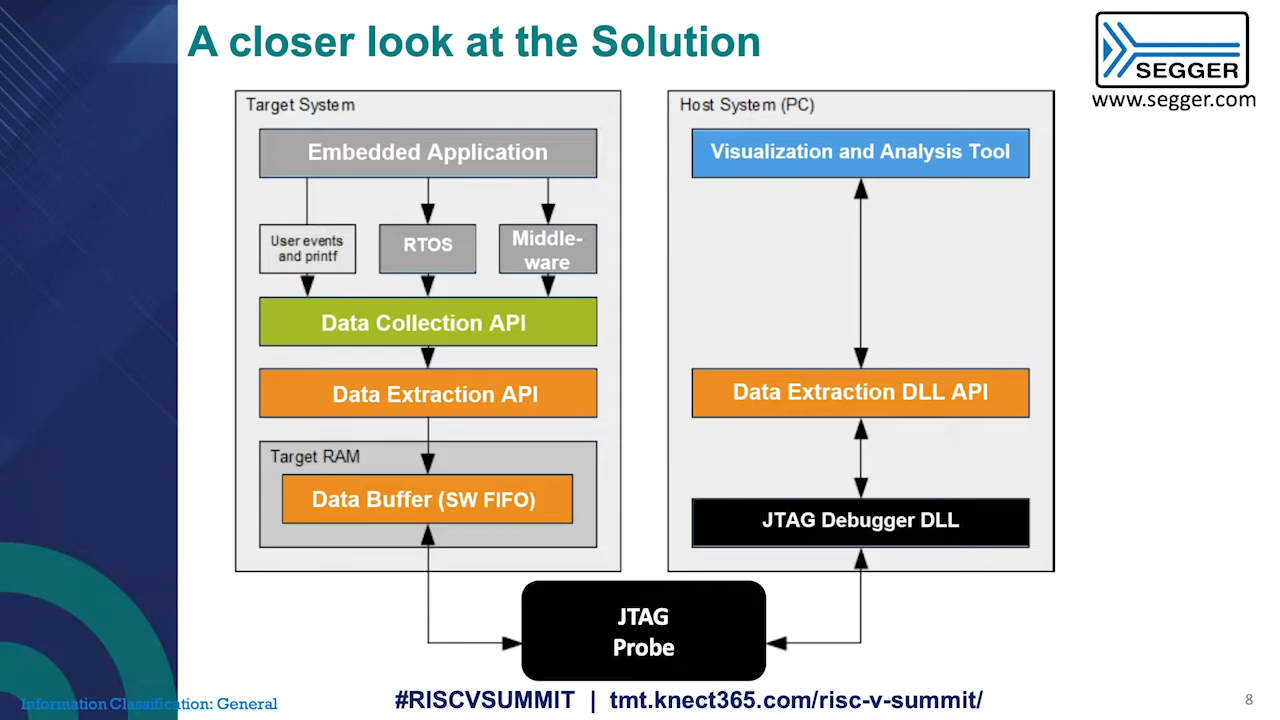 A closer look at the Solution
SEGGER
www.segger.com
Target System
Embedded Application
User events
and printf
RTOS
Middle-
ware
Data Collection API
Data Extraction API
Target RAM
Data Buffer (SW FIFO)
Host System (PC)
Visualization and Analysis Tool
Data Extraction DLL API
JTAG Debugger DLL
JTAG
Probe
Information Classification: General
#RISCVSUMMIT | tmt.knect365.com/risc-v-summit/
8